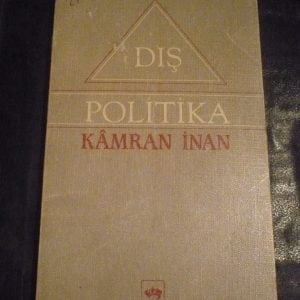 DIŞ
POLİTİKA
KÂMRAN İNAN